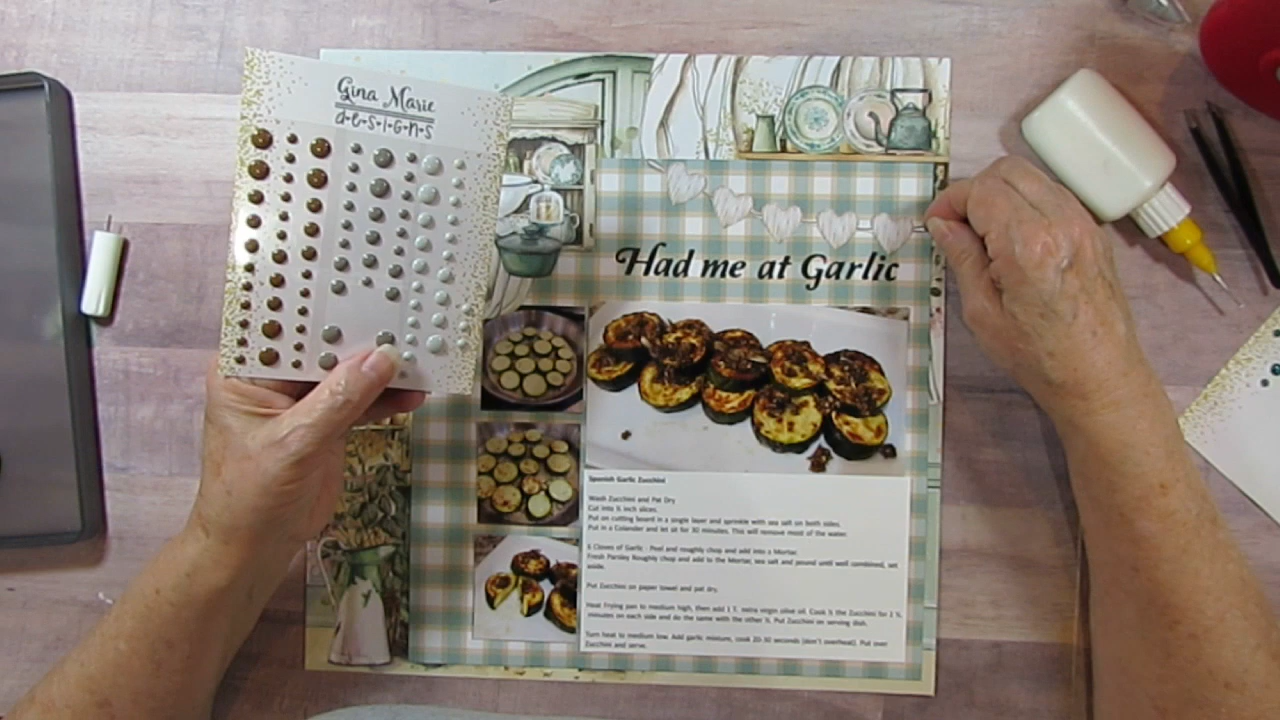 Gina Marie
d•e•s•i•g•n•s
Had me at Garlic
Spanish Garlic Zucchini
Wash Zucchini and Pat Dry
Cut into ½ inch slices.
Put on cutting board in a single layer and sprinkle with sea salt on both sides.
Put in a Colander and let sit for 30 minutes. This will remove most of the water.
6 Cloves of Garlic - Peel and roughly chop and add into a Mortar.
Fresh Parsley Roughly chop and add to the Mortar, sea salt and pound until well combined, set
aside.
Put Zucchini on paper towel and pat dry.
Heat Frying pan to medium high, then add 1 T. extra virgin olive oil. Cook ½ the Zucchini for 2 ½
minutes on each side and do the same with the other ½. Put Zucchini on serving dish.
Turn heat to medium low. Add garlic mixture, cook 20-30 seconds (don't overheat). Put over
Zucchini and serve.